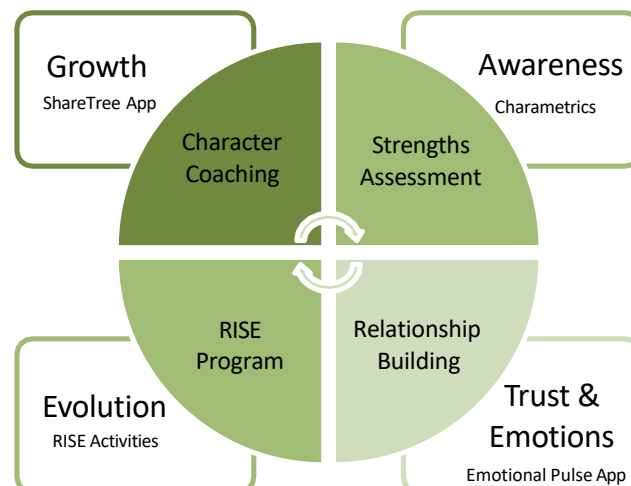 Growth
ShareTree App
Awareness
Charametrics
Character
Coaching
Strengths
Assessment
RISE
Program
Relationship
Building
Evolution
RISE Activities
Trust &
Emotions
Emotional Pulse App